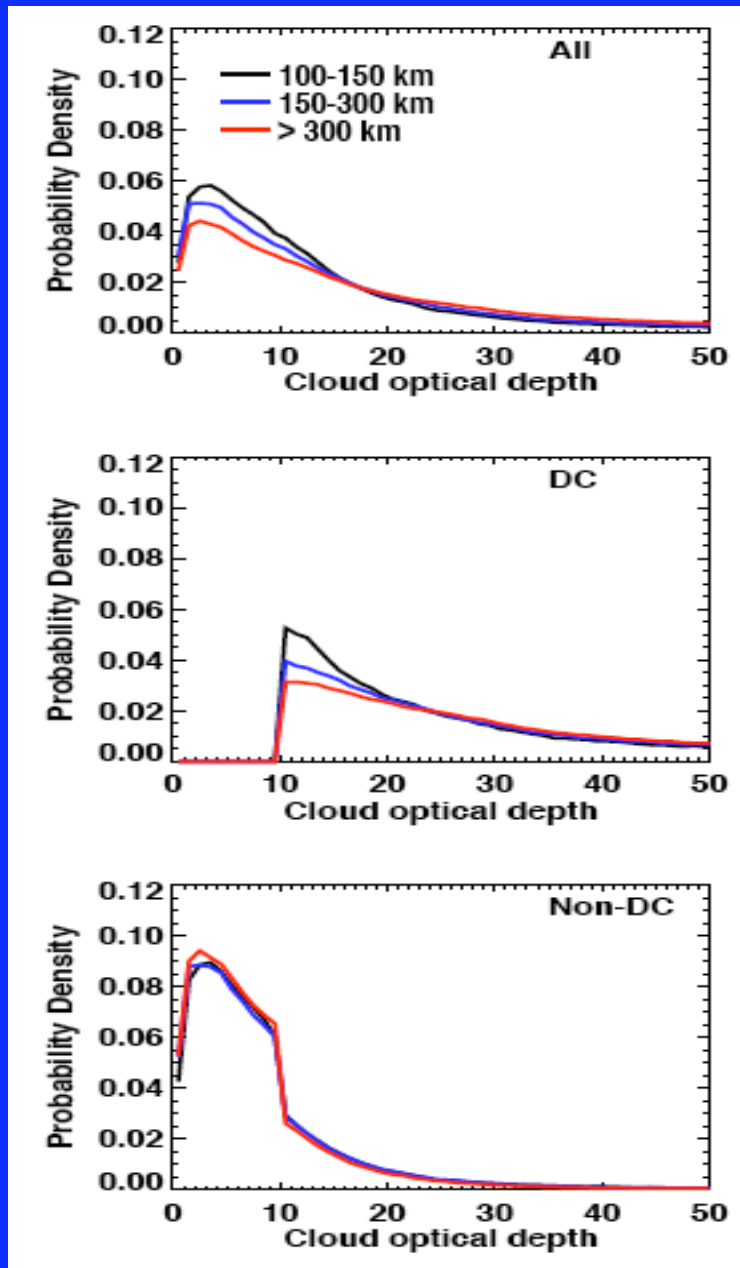 All
100-150 km
150-300 km
> 300 km
Probability Density
0.12
0.10
0.08
0.06
0.04
0.02
0.00
0 10 20 30 40 50
Cloud optical depth
DC
Probability Density
0.12
0.10
0.08
0.06
0.04
0.02
0.00
0 10 20 30 40 50
Cloud optical depth
Non-DC
Probability Density
0.12
0.10
0.08
0.06
0.04
0.02
0.00
0 10 20 30 40 50
Cloud optical depth